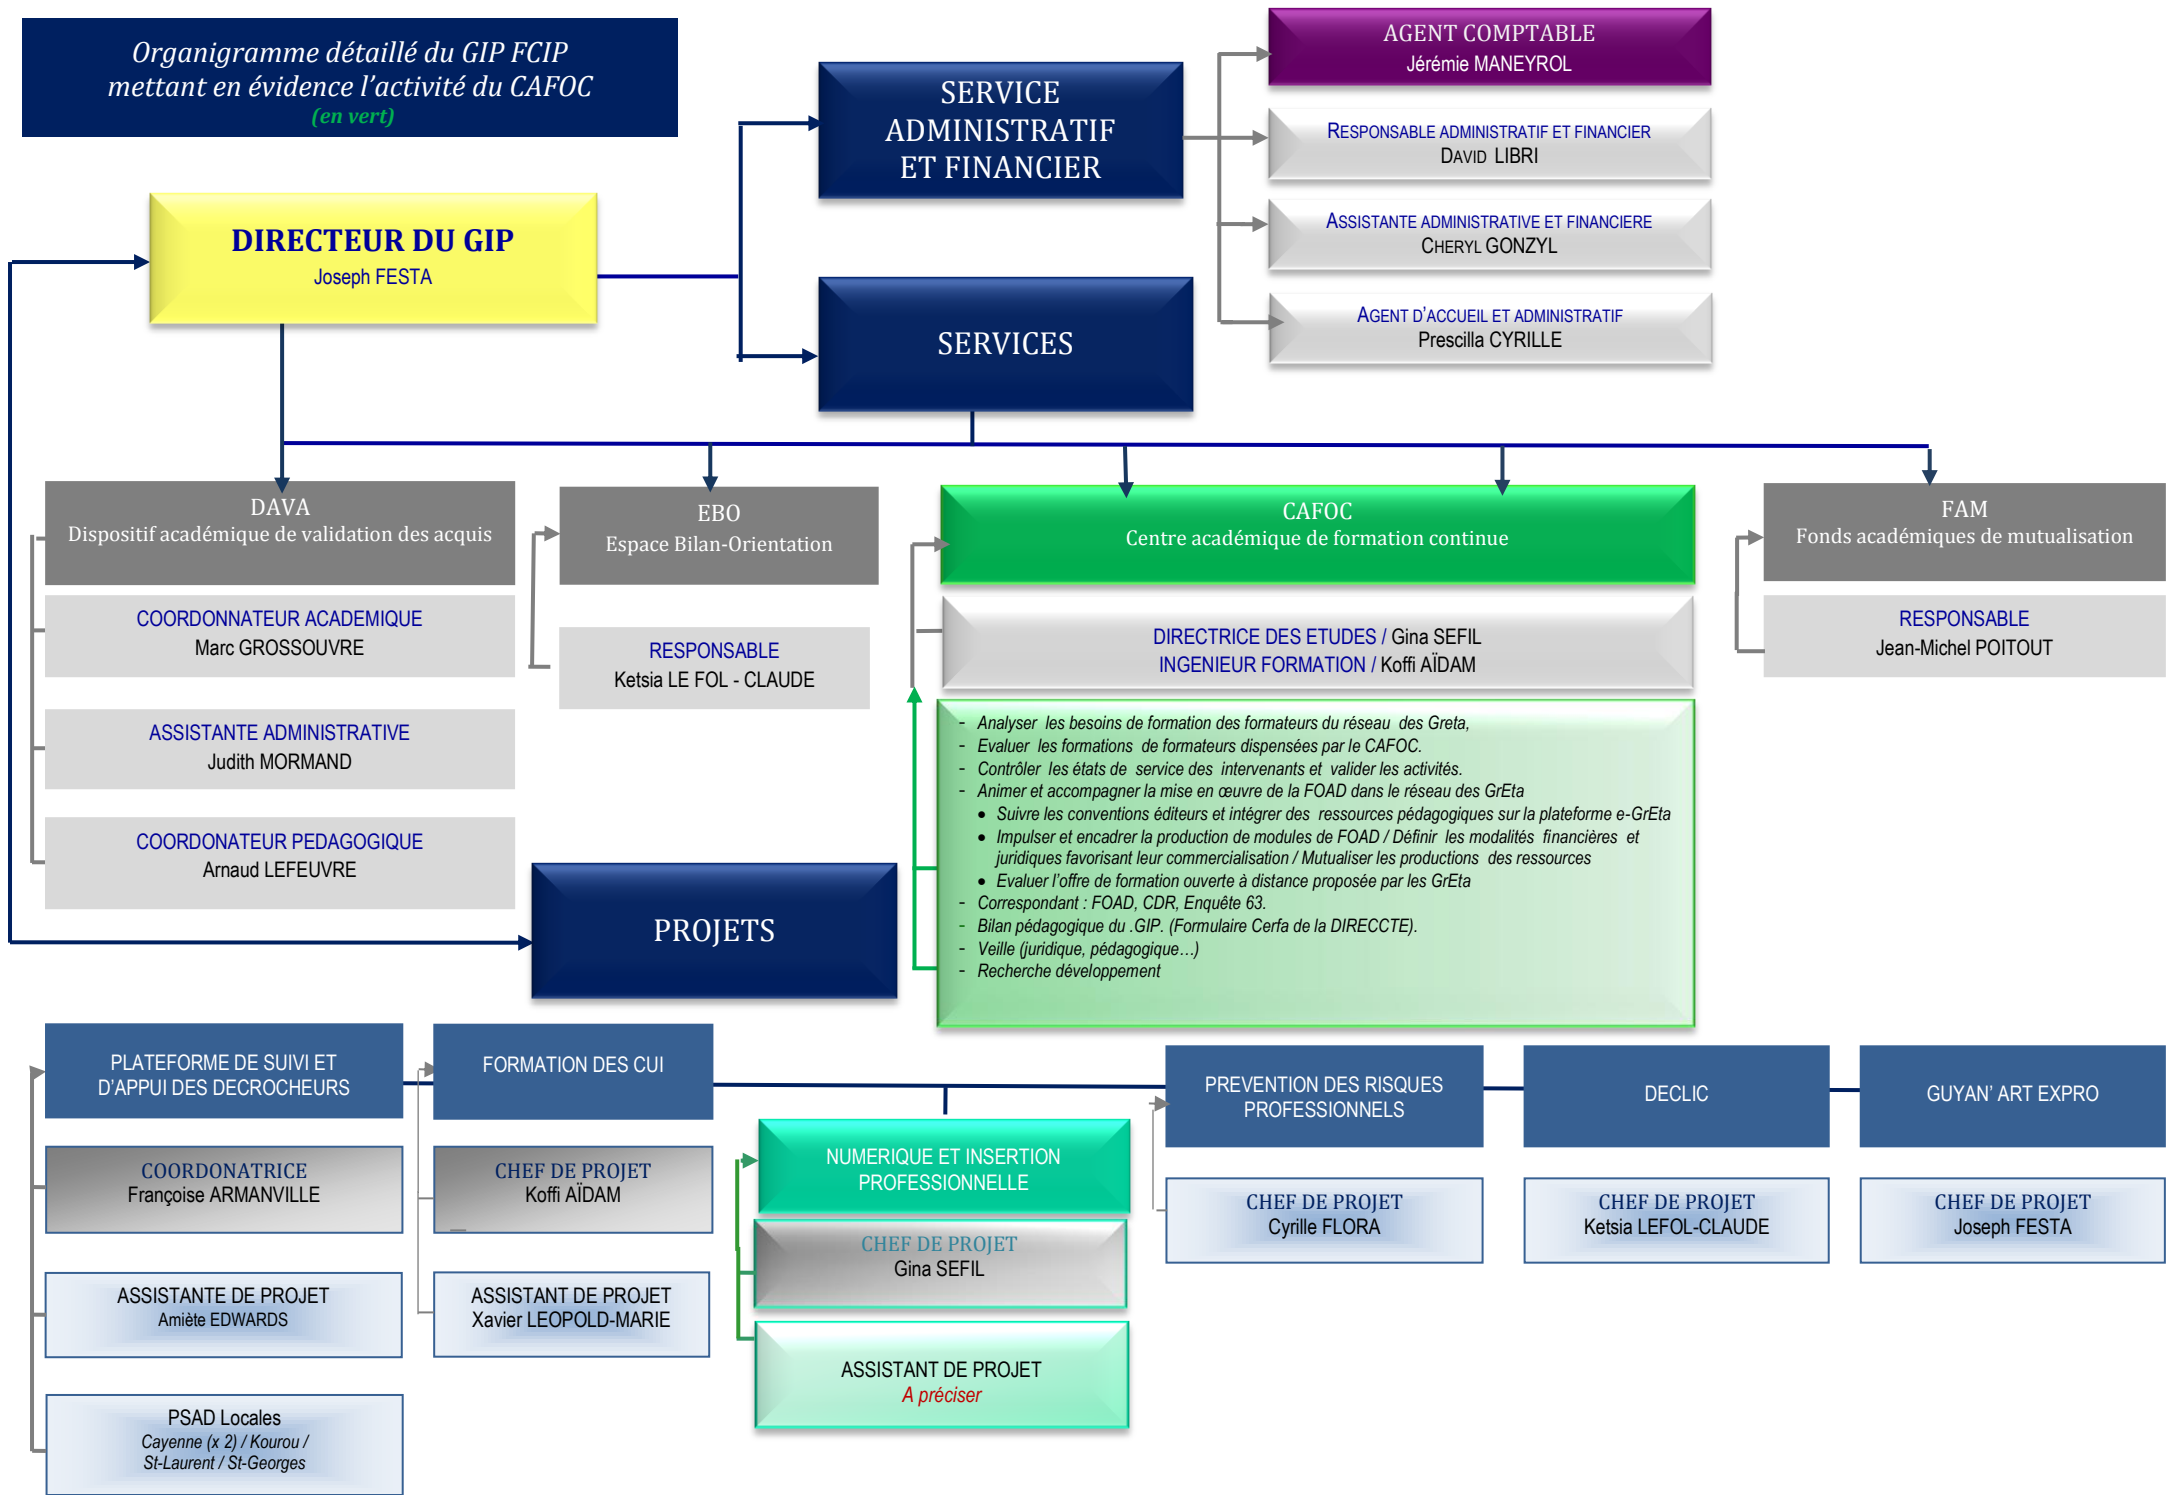 Organigramme détaillé du GIP FCIP
mettant en évidence l’activité du CAFOC
(en vert)
AGENT COMPTABLE
Jérémie MANEYROL
SERVICE
ADMINISTRATIF
ET FINANCIER
RESPONSABLE ADMINISTRATIF ET FINANCIER
DAVID LIBRI
ASSISTANTE ADMINISTRATIVE ET FINANCIERE
CHERYL GONZYL
AGENT D’ACCUEIL ET ADMINISTRATIF
Prescilla CYRILLE
DIRECTEUR DU GIP
Joseph FESTA
SERVICES
DAVA
Dispositif académique de validation des acquis
COORDONNATEUR ACADEMIQUE
Marc GROSSOUVRE
ASSISTANTE ADMINISTRATIVE
Judith MORMAND
COORDONATEUR PEDAGOGIQUE
Arnaud LEFEUVRE
EBO
Espace Bilan-Orientation
RESPONSABLE
Ketsia LE FOL - CLAUDE
CAFOC
Centre académique de formation continue
DIRECTRICE DES ETUDES / Gina SEFIL
INGENIEUR FORMATION / Koffi AÏDAM
- Analyser les besoins de formation des formateurs du réseau des Greta,
- Evaluer les formations de formateurs dispensées par le CAFOC.
- Contrôler les états de service des intervenants et valider les activités.
- Animer et accompagner la mise en œuvre de la FOAD dans le réseau des GrEta
• Suivre les conventions éditeurs et intégrer des ressources pédagogiques sur la plateforme e-GrEta
• Impulser et encadrer la production de modules de FOAD / Définir les modalités financières et
juridiques favorisant leur commercialisation / Mutualiser les productions des ressources
• Evaluer l’offre de formation ouverte à distance proposée par les GrEta
- Correspondant : FOAD, CDR, Enquête 63.
- Bilan pédagogique du .GIP. (Formulaire Cerfa de la DIRECCTE).
- Veille (juridique, pédagogique…)
- Recherche développement
FAM
Fonds académiques de mutualisation
RESPONSABLE
Jean-Michel POITOUT
PROJETS
PLATEFORME DE SUIVI ET
D’APPUI DES DECROCHEURS
COORDONATRICE
Françoise ARMANVILLE
ASSISTANTE DE PROJET
Amiète EDWARDS
PSAD Locales
Cayenne (x 2) / Kourou /
St-Laurent / St-Georges
FORMATION DES CUI
CHEF DE PROJET
Koffi AÏDAM
ASSISTANT DE PROJET
Xavier LEOPOLD-MARIE
NUMERIQUE ET INSERTION
PROFESSIONNELLE
CHEF DE PROJET
Gina SEFIL
ASSISTANT DE PROJET
A préciser
PREVENTION DES RISQUES
PROFESSIONNELS
CHEF DE PROJET
Cyrille FLORA
DECLIC
CHEF DE PROJET
Ketsia LEFOL-CLAUDE
GUYAN’ ART EXPRO
CHEF DE PROJET
Joseph FESTA